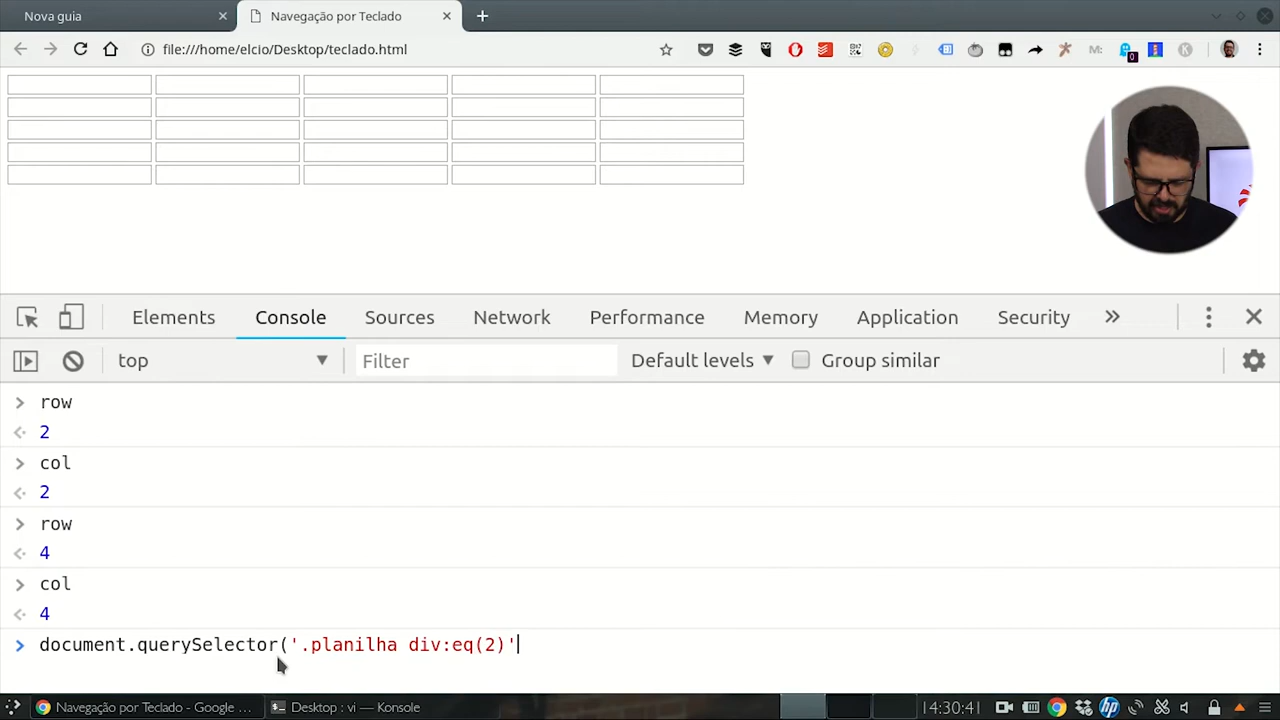 Nova guia
Navegação por Teclado
file:///home/elcio/Desktop/teclado.html
M:
0
Elements Console Sources Network Performance Memory Application Security
top Filter Default levels Group similar
row
2
col
2
row
4
col
4
document.querySelector('.planilha div:eq(2)'
Navegação por Teclado - Google ... Desktop : vi — Konsole 14:30:41